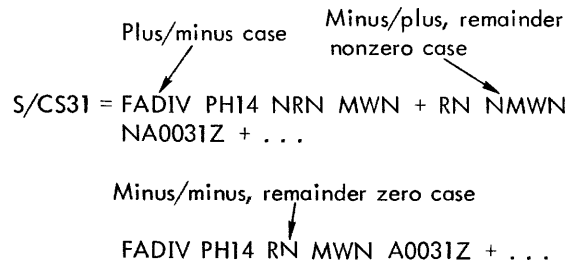 Plus/minus case
Minus/plus, remainder
nonzero case
S/CS31 = FADIV PH14 NRN MWN + RN NMWN
NA0031Z + . . .
Minus/minus, remainder zero case
FADIV PH14 RN MWN A0031Z + . . .